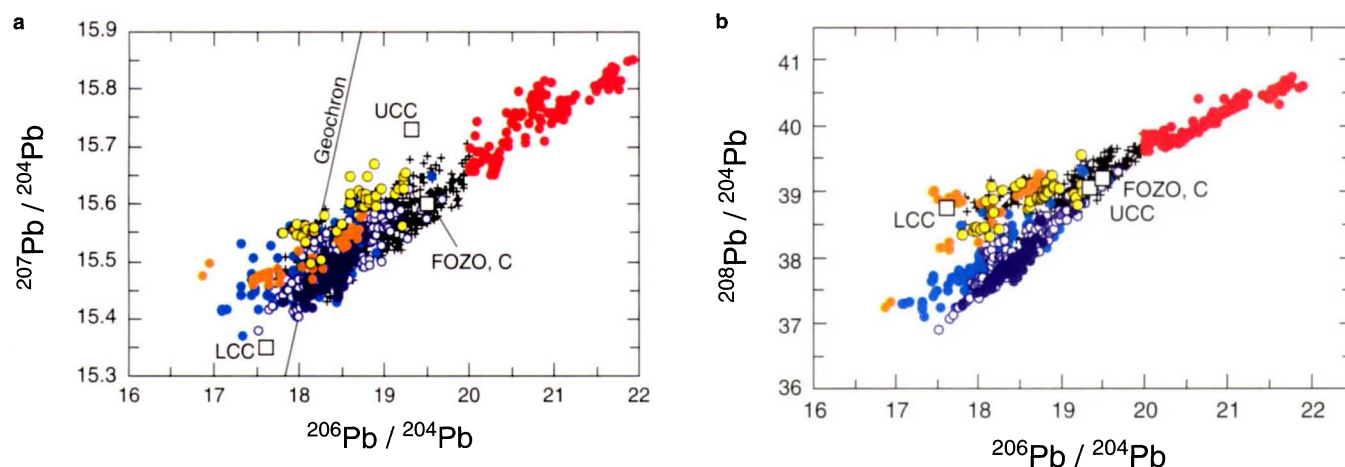 a
15.9
15.8
15.7
15.6
15.5
15.4
15.3
207Pb / 204Pb
Geochron
UCC
FOZO, C
LCC
16 17 18 19 20 21 22
206Pb / 204Pb
b
41
40
39
38
37
36
208Pb / 204Pb
LCC
FOZO, C
UCC
16 17 18 19 20 21 22
206Pb / 204Pb